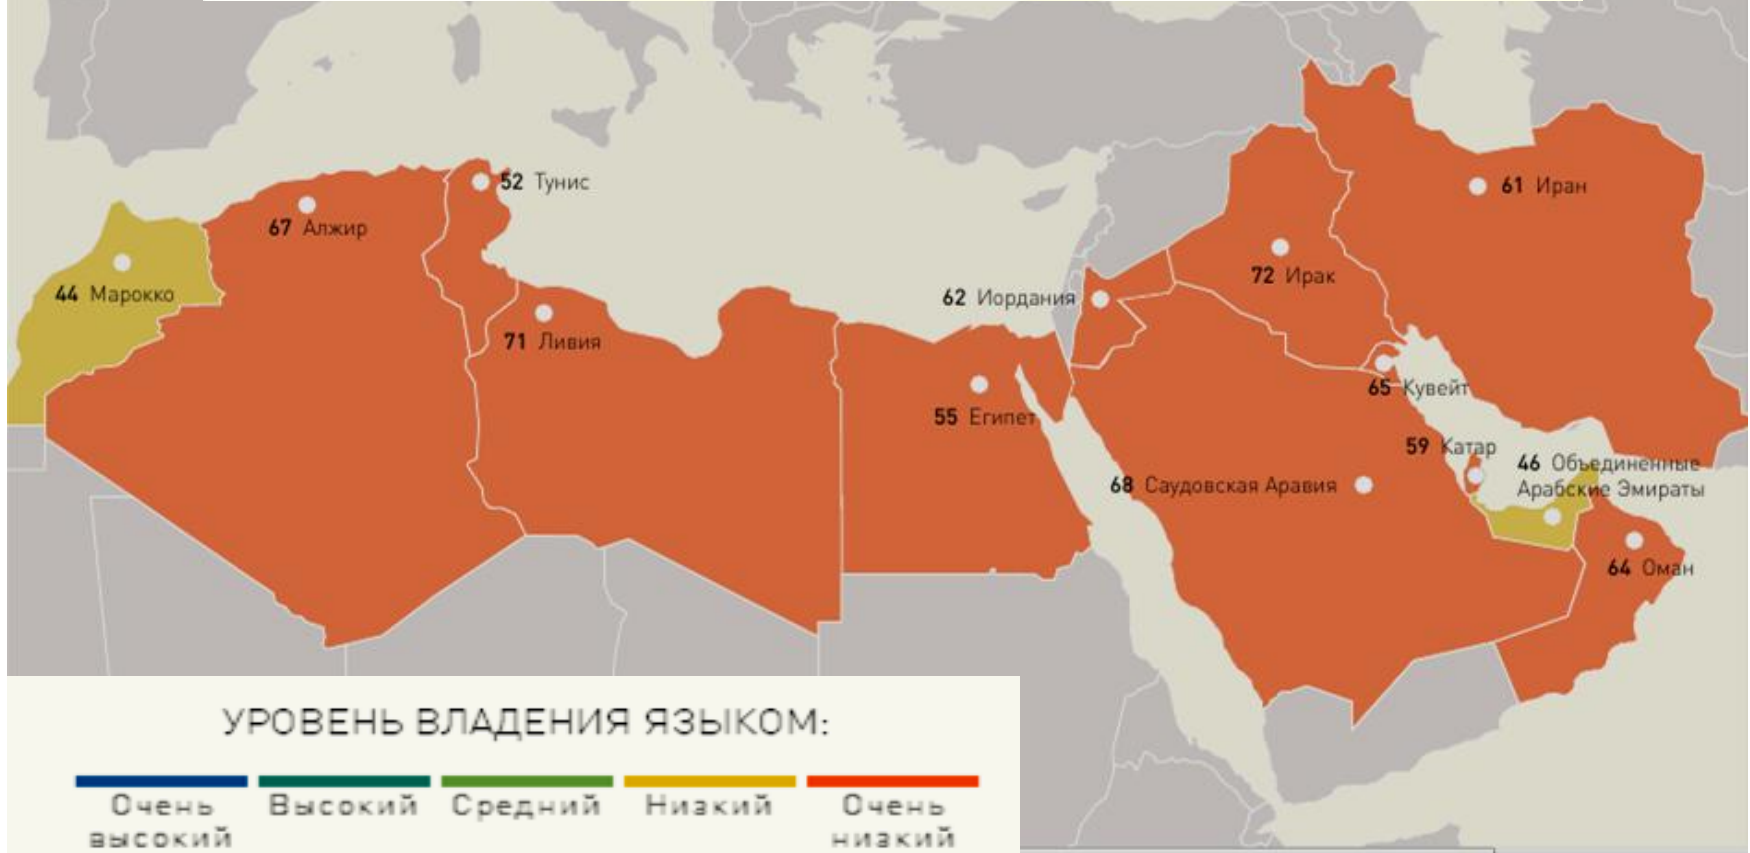 52 Тунис
61 Иран
67 Алжир
72 Ирак
44 Марокко
62 Иордания
71 Ливия
65 Кувейт
55 Египет
59 Катар
46 Объединенные
Арабские Эмираты
68 Саудовская Аравия
64 Оман
УРОВЕНЬ ВЛАДЕНИЯ ЯЗЫКОМ:
Очень высокий
Высокий
Средний
Низкий
Очень низкий